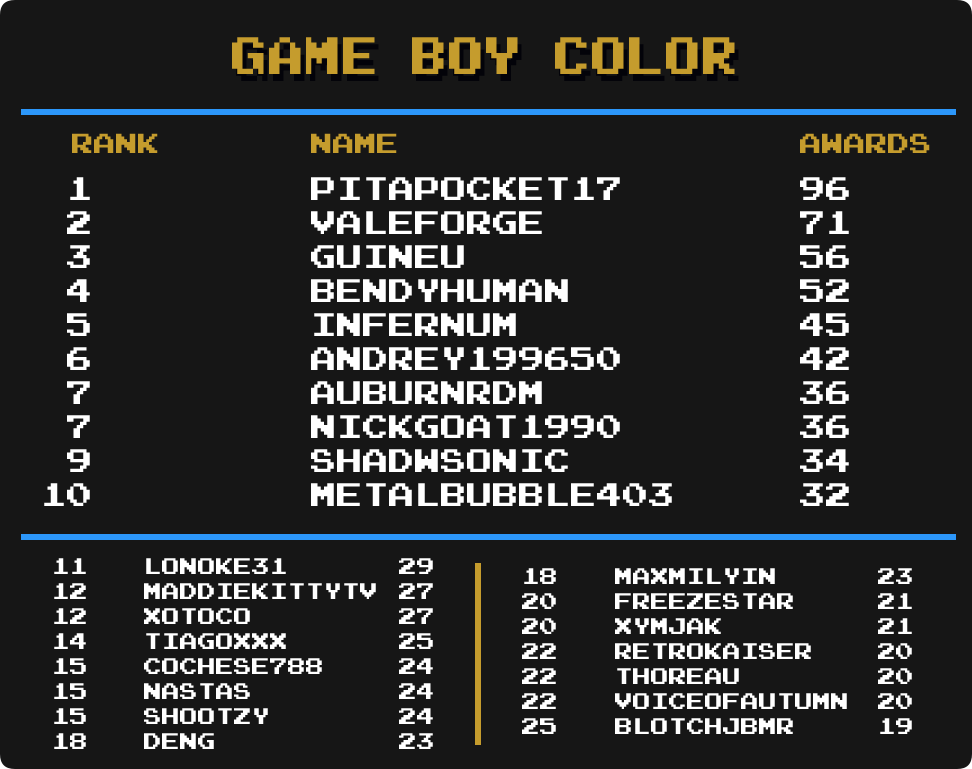 GAME BOY COLOR
RANK NAME AWARDS
1 PITAPOCKET17 96
2 VALEFORGE 71
3 GUINEU 56
4 BENDYHUMAN 52
5 INFERNUM 45
6 ANDREY199650 42
7 AUBURNRDM 36
7 NICKGOAT1990 36
9 SHADWSONIC 34
10 METALBUBBLE403 32
11 LONOKE31 29
12 MADDIEKITTYTV 27
12 XOTOCO 27
14 TIAGOXXX 25
15 COCHESE788 24
15 NASTAS 24
15 SHOOTZY 24
18 DENG 23
18 MAXMILYIN 23
20 FREEZESTAR 21
20 XYMJAK 21
22 RETROKAISER 20
22 THOREAU 20
22 VOICEOFAUTUMN 20
25 BLOTCHJBMR 19